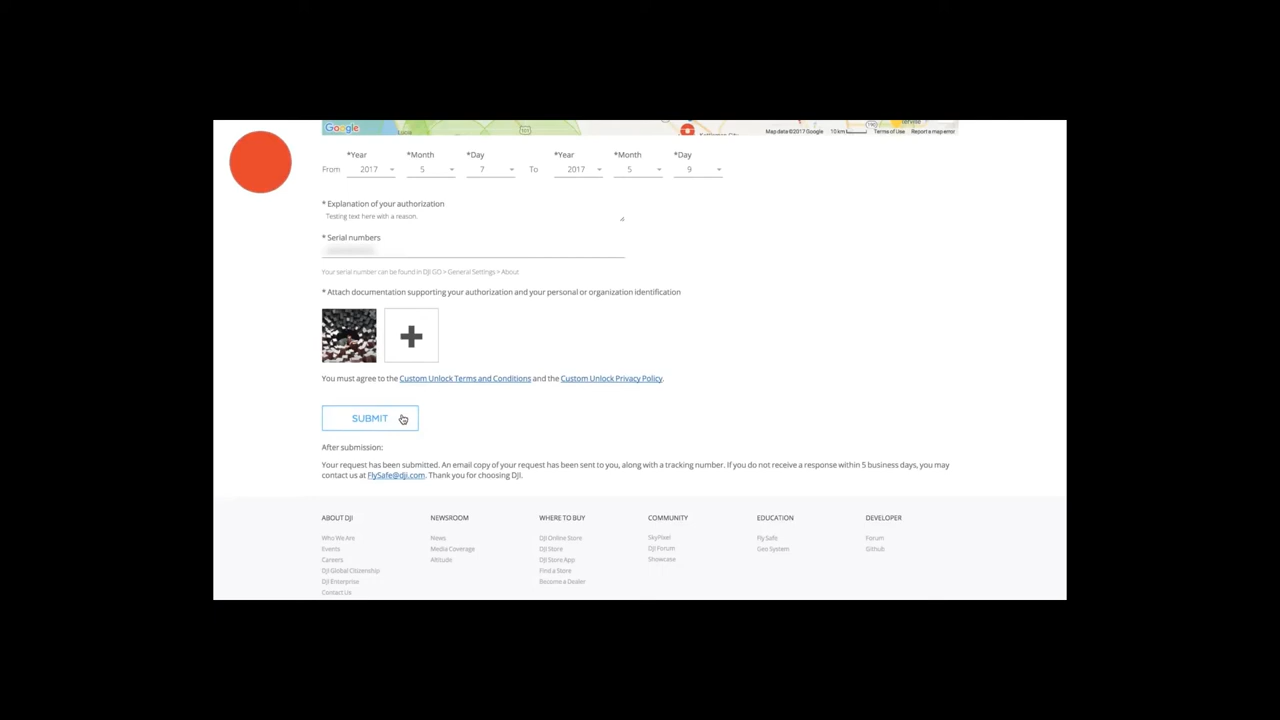 Google
Map data ©2017 Google 10 km Terms of Use Report a map error
*Year *Month *Day *Year *Month *Day
From 2017 5 7 To 2017 5 9
* Explanation of your authorization
Testing text here with a reason.
* Serial numbers
Your serial number can be found in DJI GO > General Settings > About
* Attach documentation supporting your authorization and your personal or organization identification
You must agree to the Custom Unlock Terms and Conditions and the Custom Unlock Privacy Policy.
SUBMIT
After submission:
Your request has been submitted. An email copy of your request has been sent to you, along with a tracking number. If you do not receive a response within 5 business days, you may
contact us at FlySafe@dji.com. Thank you for choosing DJI.
ABOUT DJI NEWSROOM WHERE TO BUY COMMUNITY EDUCATION DEVELOPER
Who We Are News DJI Online Store SkyPixel Fly Safe Forum
Events Media Coverage DJI Store DJI Forum Geo System Github
Careers Altitude DJI Store App Showcase
DJI Global Citizenship Find a Store
DJI Enterprise Become a Dealer
Contact Us